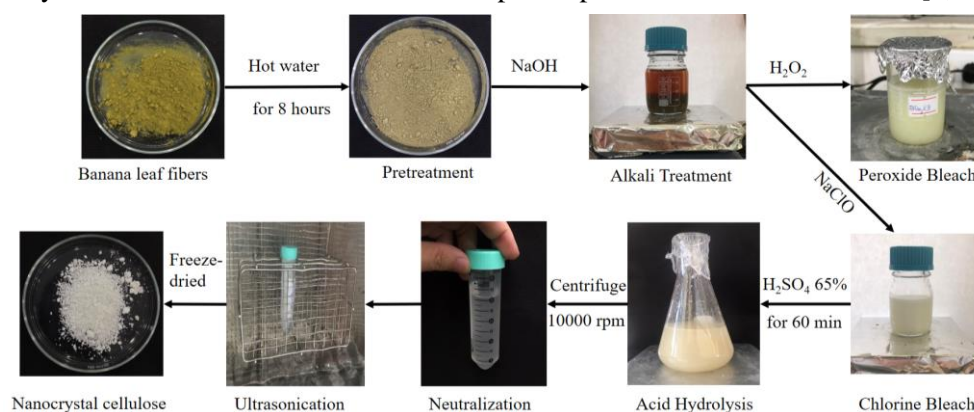 Hot water
for 8 hours
NaOH
H₂O₂
NaClO
Banana leaf fibers
Pretreatment
Alkali Treatment
Peroxide Bleach
Freeze-
dried
Centrifuge
10000 rpm
H₂SO₄ 65%
for 60 min
Nanocrystal cellulose
Ultrasonication
Neutralization
Acid Hydrolysis
Chlorine Bleach